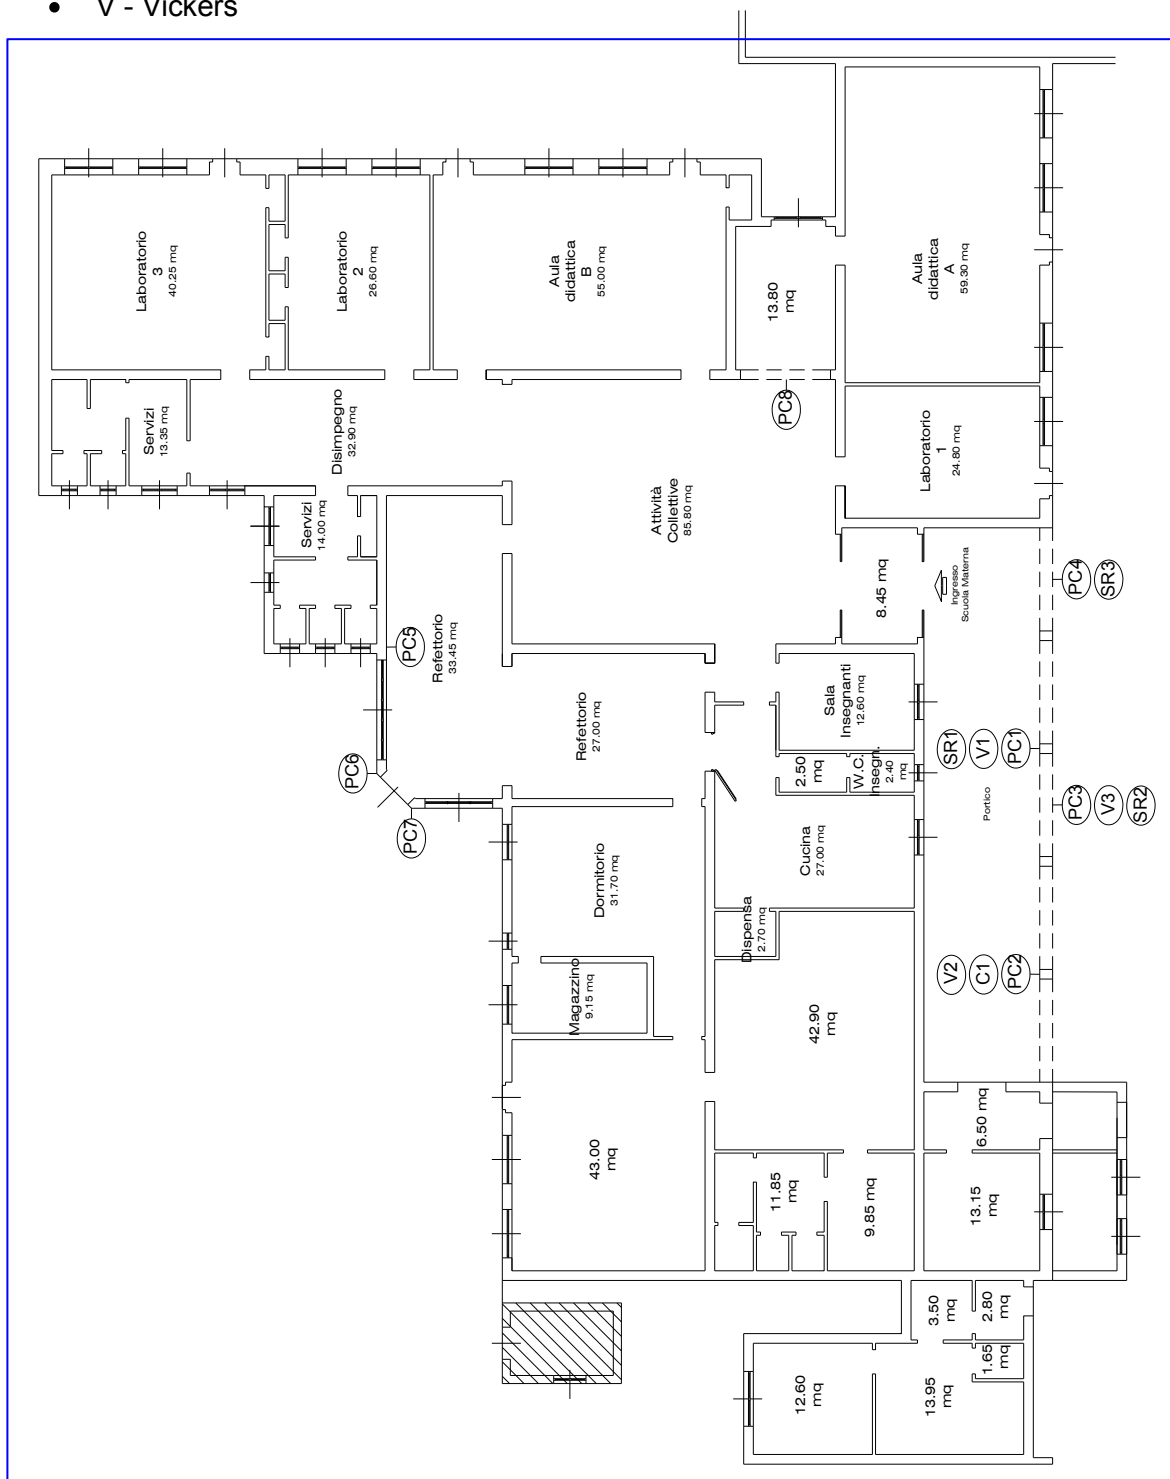 • V - Vickers
Laboratorio
3
40.25 mq
Laboratorio
2
26.60 mq
Aula
didattica
B
55.00 mq
13.80
mq
Aula
didattica
A
59.30 mq
Servizi
13.35 mq
Disimpegno
32.90 mq
PC8
Laboratorio
1
24.80 mq
Servizi
14.00 mq
Attività
Collettive
85.80 mq
8.45 mq
Ingresso
Scuola Materna
PC4
SR3
PC5
Refettorio
33.45 mq
Refettorio
27.00 mq
Sala
Insegnanti
12.60 mq
PC6
PC7
2.50
mq
W.C.
Insegn.
2.40
mq
SR1
V1
PC1
Portico
PC3
V3
SR2
Dormitorio
31.70 mq
Cucina
27.00 mq
Dispensa
2.70 mq
Magazzino
9.15 mq
42.90
mq
V2
C1
PC2
43.00
mq
11.85
mq
9.85 mq
6.50 mq
13.15
mq
3.50
mq
2.80
mq
1.65
mq
12.60
mq
13.95
mq